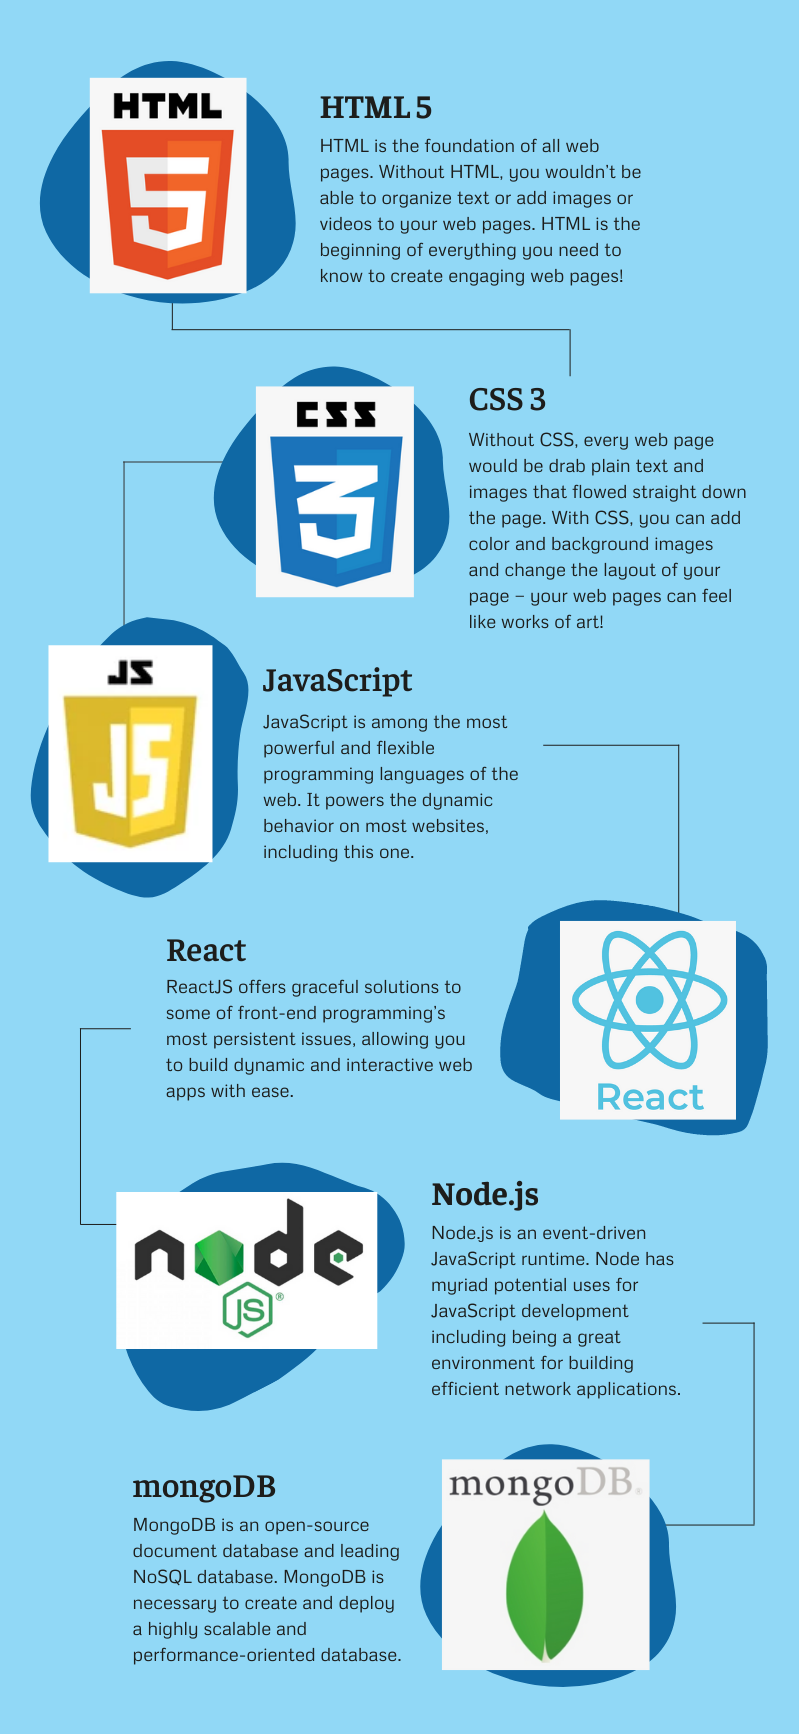 HTML
5
HTML 5
HTML is the foundation of all web
pages. Without HTML, you wouldn't be
able to organize text or add images or
videos to your web pages. HTML is the
beginning of everything you need to
know to create engaging web pages!
CSS
3
CSS 3
Without CSS, every web page
would be drab plain text and
images that flowed straight down
the page. With CSS, you can add
color and background images
and change the layout of your
page – your web pages can feel
like works of art!
JS
JS
JavaScript
JavaScript is among the most
powerful and flexible
programming languages of the
web. It powers the dynamic
behavior on most websites,
including this one.
React
ReactJS offers graceful solutions to
some of front-end programming's
most persistent issues, allowing you
to build dynamic and interactive web
apps with ease.
React
node
JS®
Node.js
Node.js is an event-driven
JavaScript runtime. Node has
myriad potential uses for
JavaScript development
including being a great
environment for building
efficient network applications.
mongoDB
MongoDB is an open-source
document database and leading
NoSQL database. MongoDB is
necessary to create and deploy
a highly scalable and
performance-oriented database.
mongoDB®